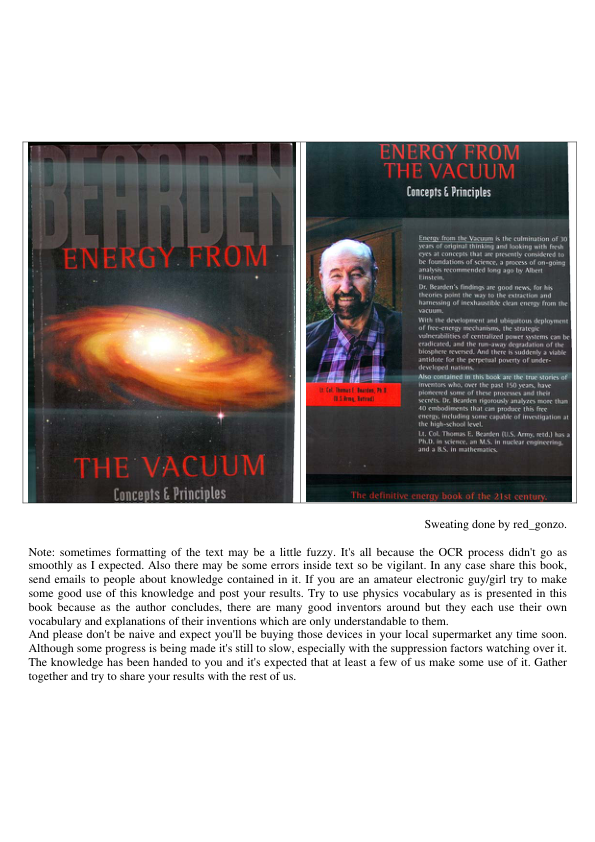 BEARDEN
ENERGY FROM
THE VACUUM
Concepts & Principles
ENERGY FROM
THE VACUUM
Concepts & Principles
Energy from the Vacuum is the culmination of 30
years of original thinking and looking with fresh
eyes at concepts that are presently considered to
be foundations of science, a process of on-going
analysis recommended long ago by Albert
Einstein.
Dr. Bearden's findings are good news, for his
theories point the way to the extraction and
harnessing of inexhaustible clean energy from the
vacuum.
With the development and ubiquitous deployment
of free-energy mechanisms, the strategic
vulnerabilities of centralized power systems can be
eradicated, and the run-away degradation of the
biosphere reversed. And there is suddenly a viable
antidote for the perpetual poverty of under-
developed nations.
Also contained in this book are the true stories of
inventors who, over the past 150 years, have
pioneered some of these processes and their
secrets. Dr. Bearden rigorously analyzes more than
40 embodiments that can produce this free
energy, including some capable of investigation at
the high-school level.
Lt. Col. Thomas E. Bearden (U.S. Army, retd.) has a
Ph.D. in science, an M.S. in nuclear engineering,
and a B.S. in mathematics.
Lt. Col. Thomas E. Bearden, Ph.D.
(U.S.Army, Retired)
The definitive energy book of the 21st century.
Sweating done by red_gonzo.
Note: sometimes formatting of the text may be a little fuzzy. It's all because the OCR process didn't go as
smoothly as I expected. Also there may be some errors inside text so be vigilant. In any case share this book,
send emails to people about knowledge contained in it. If you are an amateur electronic guy/girl try to make
some good use of this knowledge and post your results. Try to use physics vocabulary as is presented in this
book because as the author concludes, there are many good inventors around but they each use their own
vocabulary and explanations of their inventions which are only understandable to them.
And please don't be naive and expect you'll be buying those devices in your local supermarket any time soon.
Although some progress is being made it's still to slow, especially with the suppression factors watching over it.
The knowledge has been handed to you and it's expected that at least a few of us make some use of it. Gather
together and try to share your results with the rest of us.